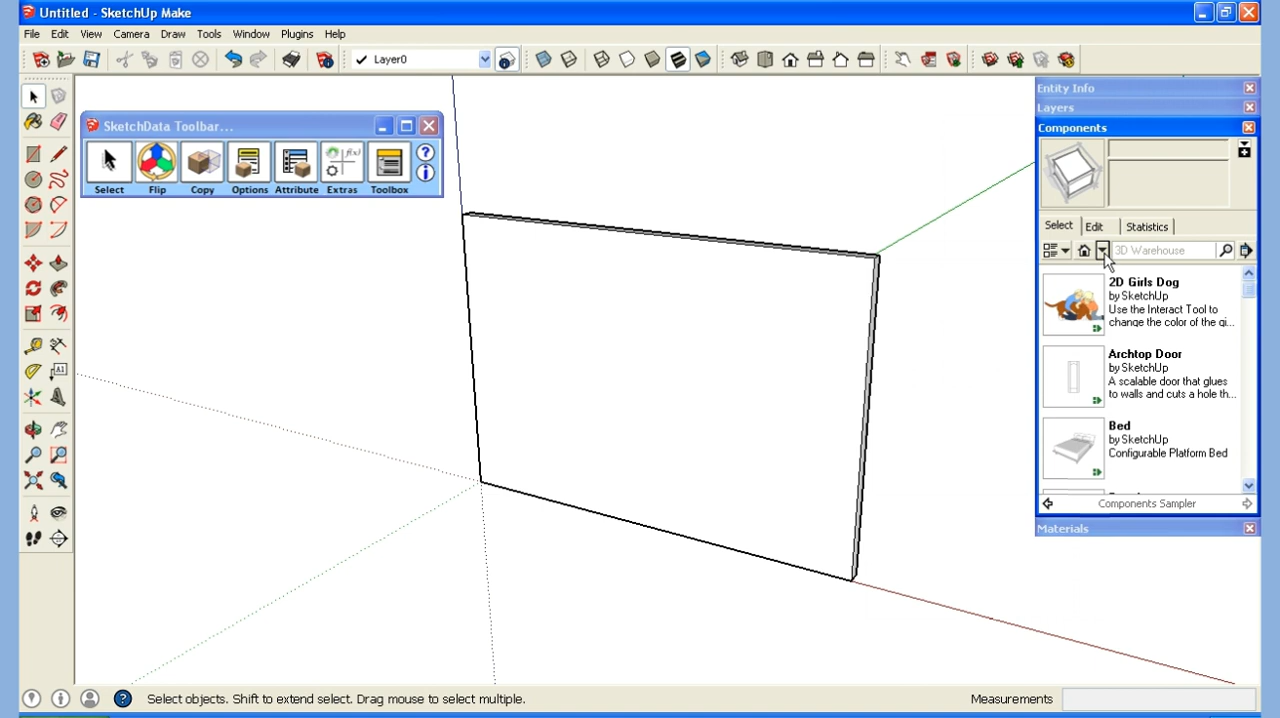 Untitled - SketchUp Make
File Edit View Camera Draw Tools Window Plugins Help
Layer0
SketchData Toolbar...
Select Flip Copy Options Attribute Extras Toolbox
f(x)
A1
Entity Info
Layers
Components
Select Edit Statistics
3D Warehouse
2D Girls Dog
by SketchUp
Use the Interact Tool to
change the color of the gi...
Archtop Door
by SketchUp
A scalable door that glues
to walls and cuts a hole th...
Bed
by SketchUp
Configurable Platform Bed
Components Sampler
Materials
Select objects. Shift to extend select. Drag mouse to select multiple.
Measurements